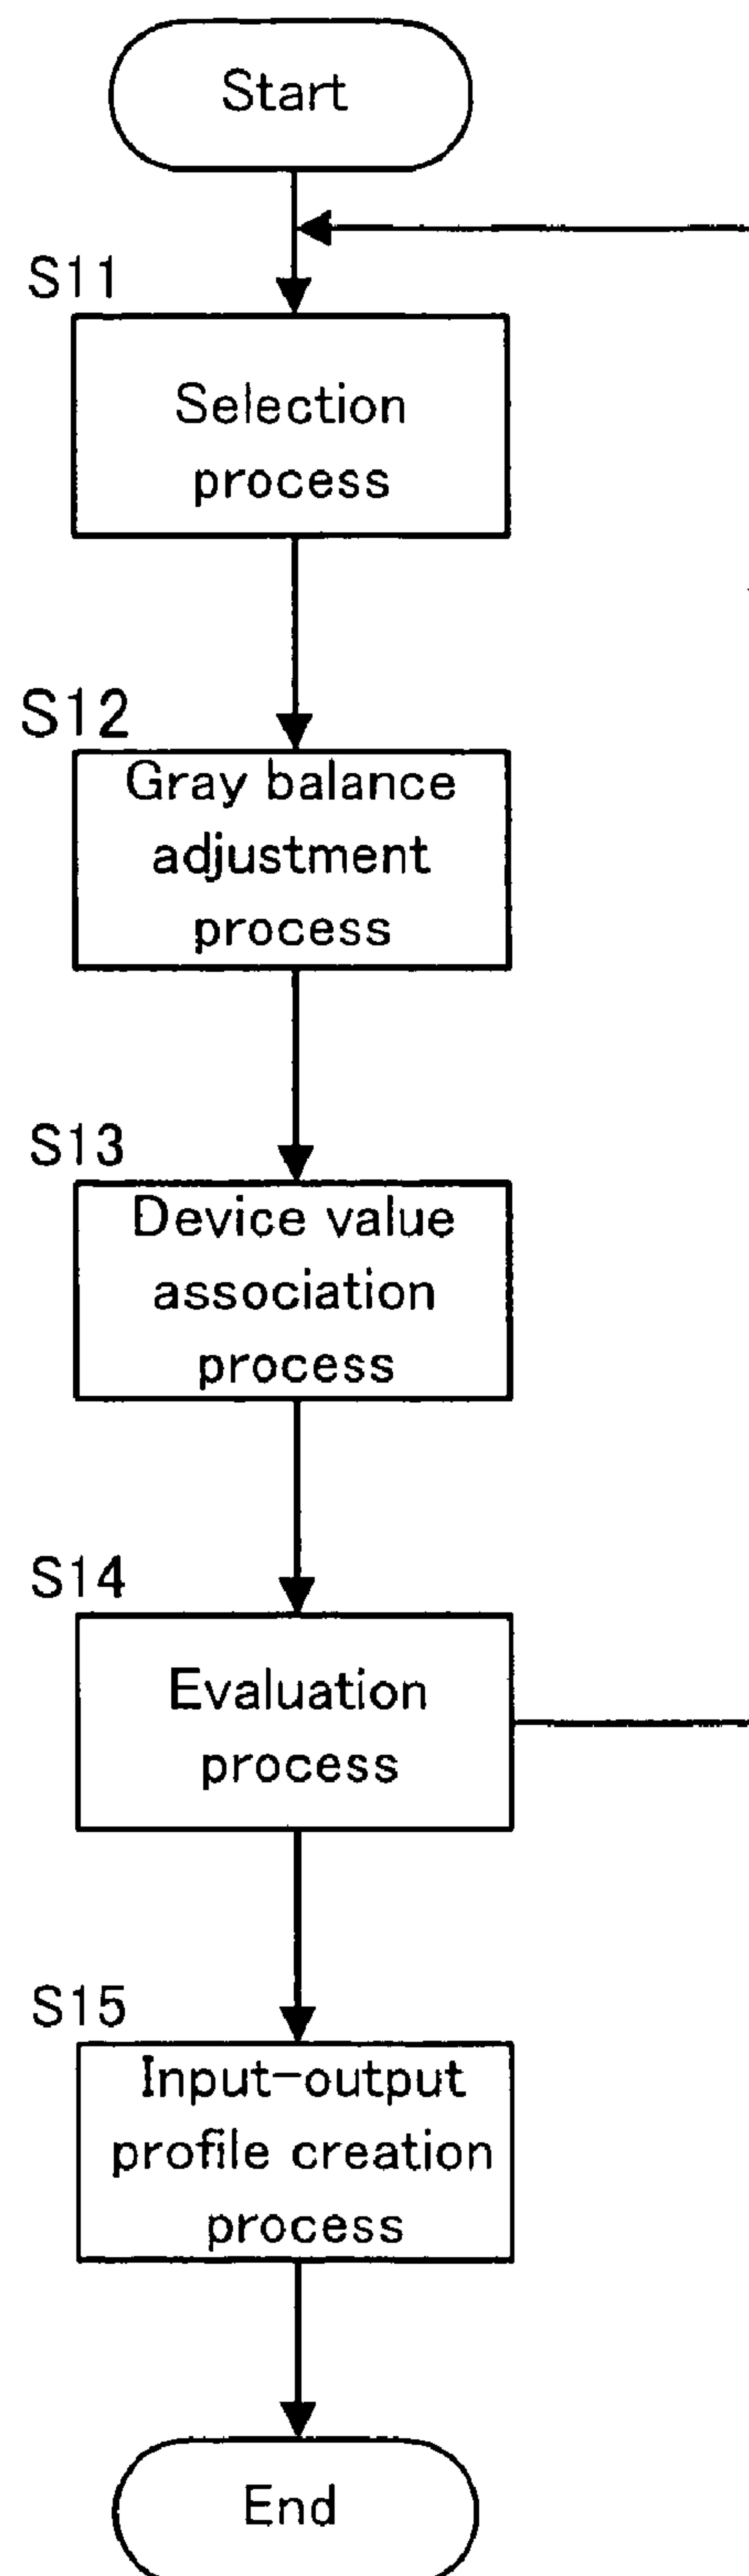 Start
S11
Selection
process
S12
Gray balance
adjustment
process
S13
Device value
association
process
S14
Evaluation
process
S15
Input-output
profile creation
process
End